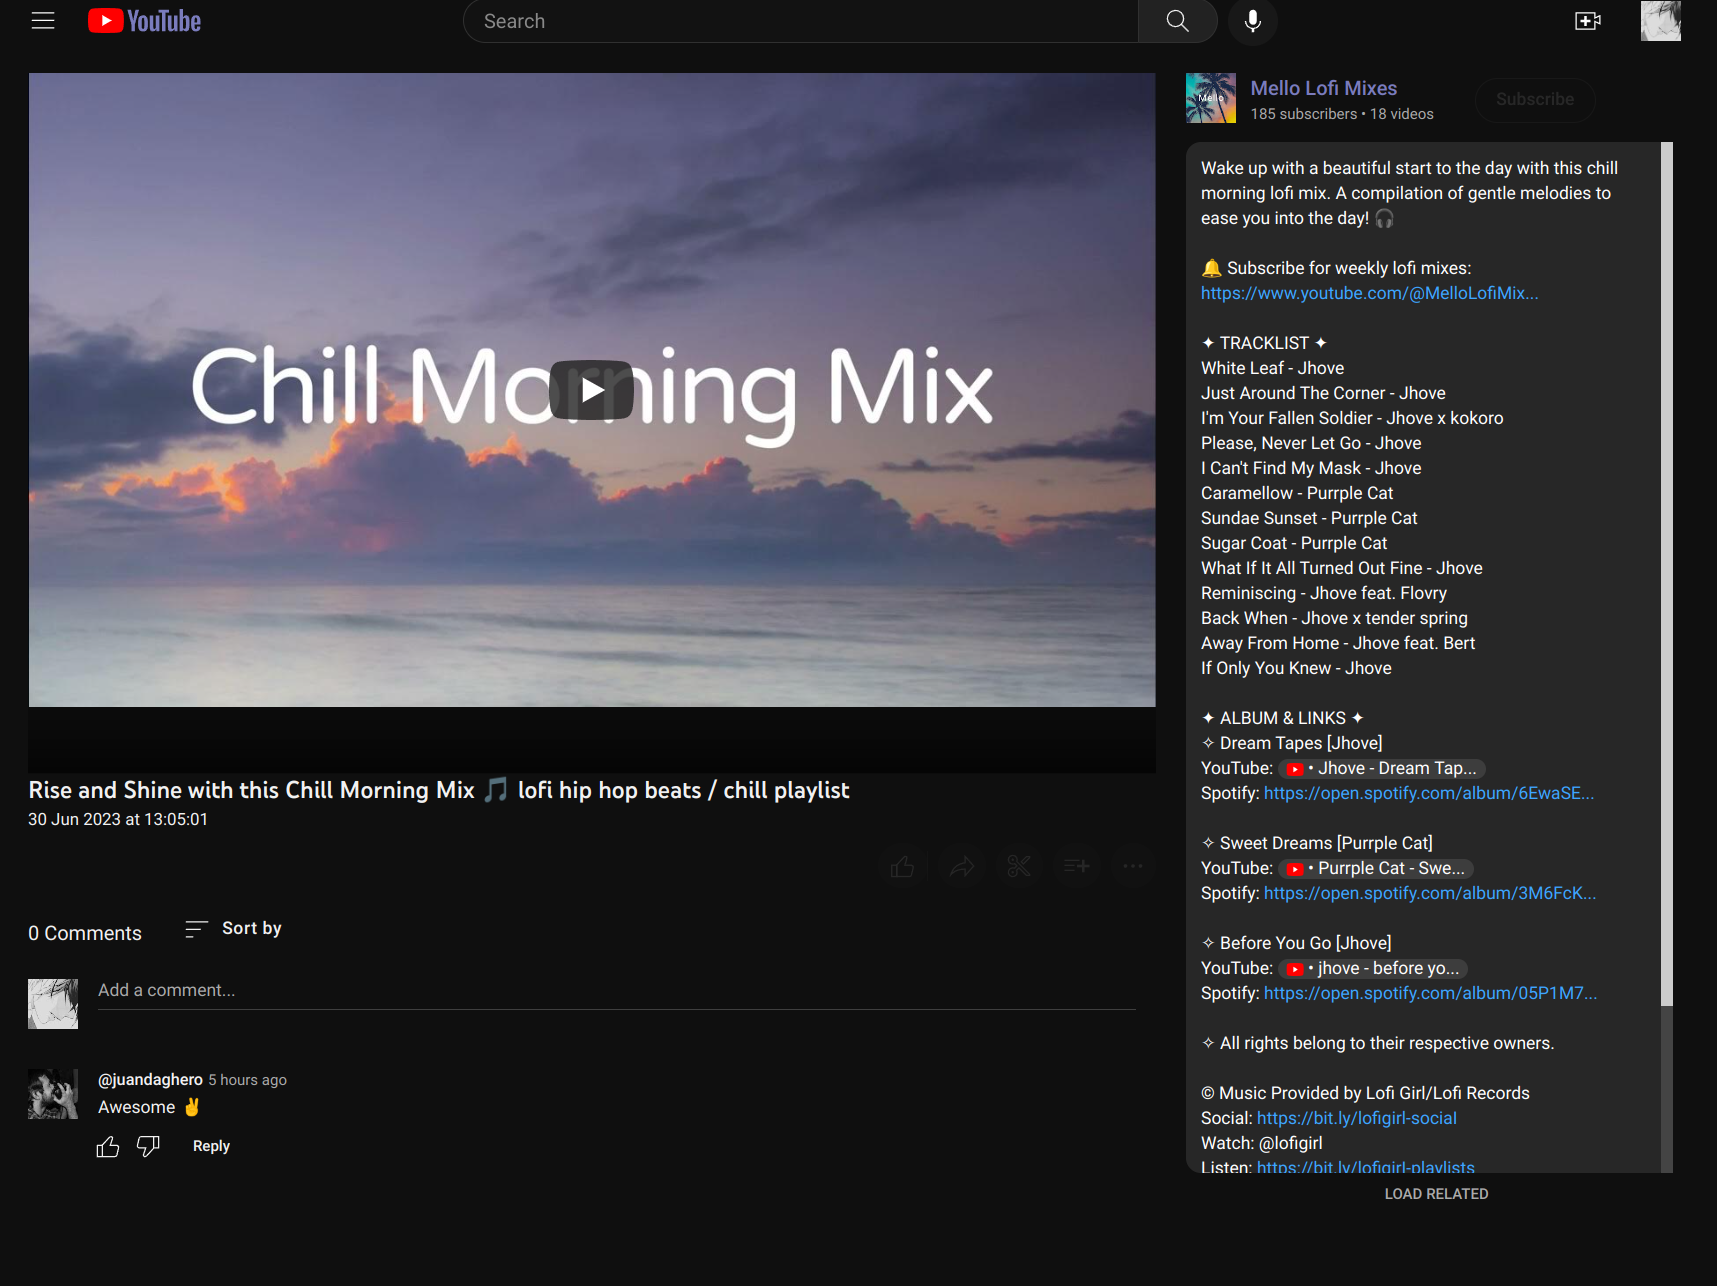 YouTube
Search
Chill Morning Mix
Rise and Shine with this Chill Morning Mix 🎵 lofi hip hop beats / chill playlist
30 Jun 2023 at 13:05:01
0 Comments
Sort by
Add a comment...
@juandaghero 5 hours ago
Awesome ✌
Reply
Mello
Mello Lofi Mixes
185 subscribers • 18 videos
Subscribe
Wake up with a beautiful start to the day with this chill
morning lofi mix. A compilation of gentle melodies to
ease you into the day! 🎧
🔔 Subscribe for weekly lofi mixes:
https://www.youtube.com/@MelloLofiMix...
✦ TRACKLIST ✦
White Leaf - Jhove
Just Around The Corner - Jhove
I'm Your Fallen Soldier - Jhove x kokoro
Please, Never Let Go - Jhove
I Can't Find My Mask - Jhove
Caramellow - Purrple Cat
Sundae Sunset - Purrple Cat
Sugar Coat - Purrple Cat
What If It All Turned Out Fine - Jhove
Reminiscing - Jhove feat. Flovry
Back When - Jhove x tender spring
Away From Home - Jhove feat. Bert
If Only You Knew - Jhove
✦ ALBUM & LINKS ✦
✧ Dream Tapes [Jhove]
YouTube: • Jhove - Dream Tap...
Spotify: https://open.spotify.com/album/6EwaSE...
✧ Sweet Dreams [Purrple Cat]
YouTube: • Purrple Cat - Swe...
Spotify: https://open.spotify.com/album/3M6FcK...
✧ Before You Go [Jhove]
YouTube: • jhove - before yo...
Spotify: https://open.spotify.com/album/05P1M7...
✧ All rights belong to their respective owners.
© Music Provided by Lofi Girl/Lofi Records
Social: https://bit.ly/lofigirl-social
Watch: @lofigirl
Listen: https://bit.ly/lofigirl-playlists
LOAD RELATED